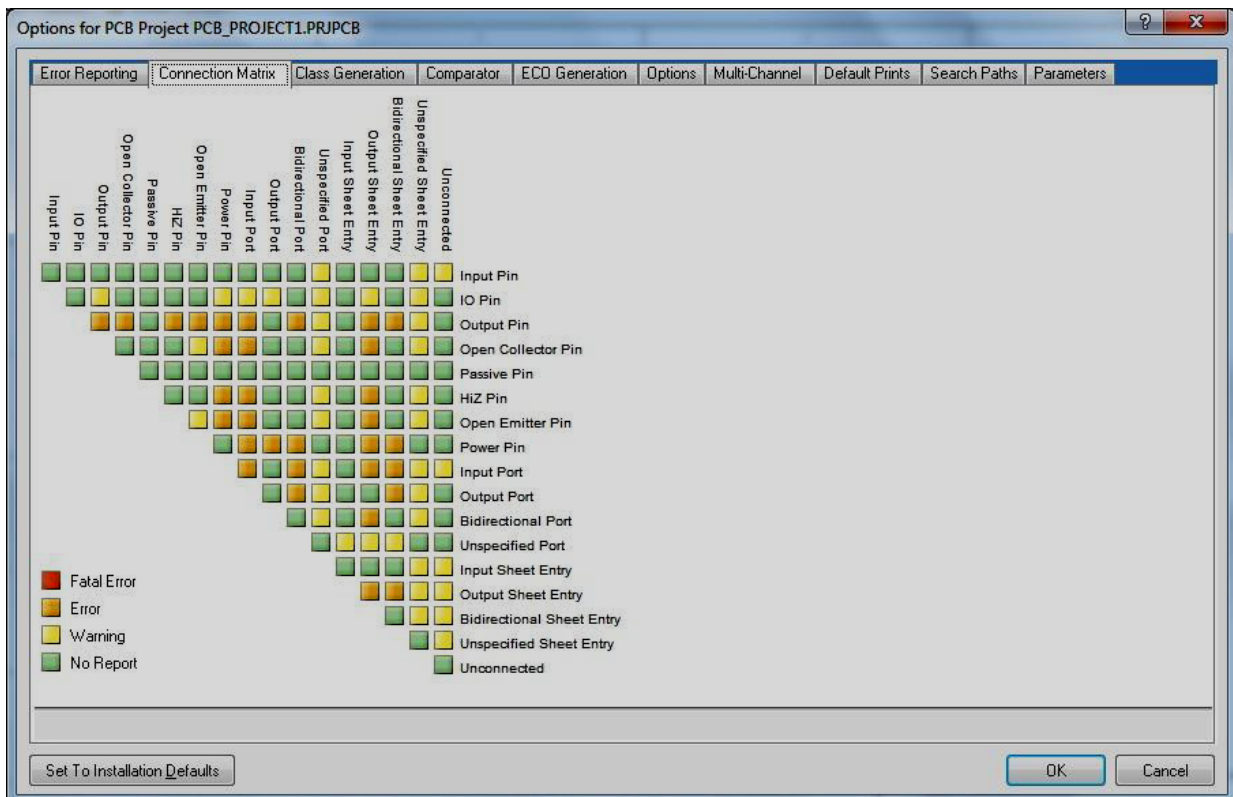 Options for PCB Project PCB_PROJECT1.PRJPCB
?
X
Error Reporting
Connection Matrix
Class Generation
Comparator
ECO Generation
Options
Multi-Channel
Default Prints
Search Paths
Parameters
Input Pin
IO Pin
Output Pin
Open Collector Pin
Passive Pin
HiZ Pin
Open Emitter Pin
Power Pin
Input Port
Output Port
Bidirectional Port
Unspecified Port
Input Sheet Entry
Output Sheet Entry
Bidirectional Sheet Entry
Unspecified Sheet Entry
Unconnected
Input Pin
IO Pin
Output Pin
Open Collector Pin
Passive Pin
HiZ Pin
Open Emitter Pin
Power Pin
Input Port
Output Port
Bidirectional Port
Unspecified Port
Input Sheet Entry
Output Sheet Entry
Bidirectional Sheet Entry
Unspecified Sheet Entry
Unconnected
Fatal Error
Error
Warning
No Report
Set To Installation Defaults
OK
Cancel